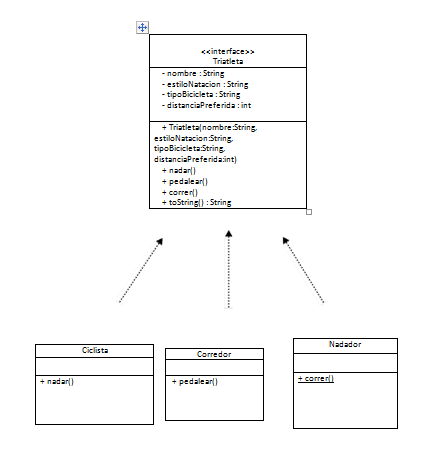 <<interface>>
Triatleta
- nombre : String
- estiloNatacion : String
- tipoBicicleta : String
- distanciaPreferida : int
+ Triatleta(nombre:String,
estiloNatacion:String,
tipoBicicleta:String,
distanciaPreferida:int)
+ nadar()
+ pedalear()
+ correr()
+ toString() : String
Ciclista
+ nadar()
Corredor
+ pedalear()
Nadador
+ correr()